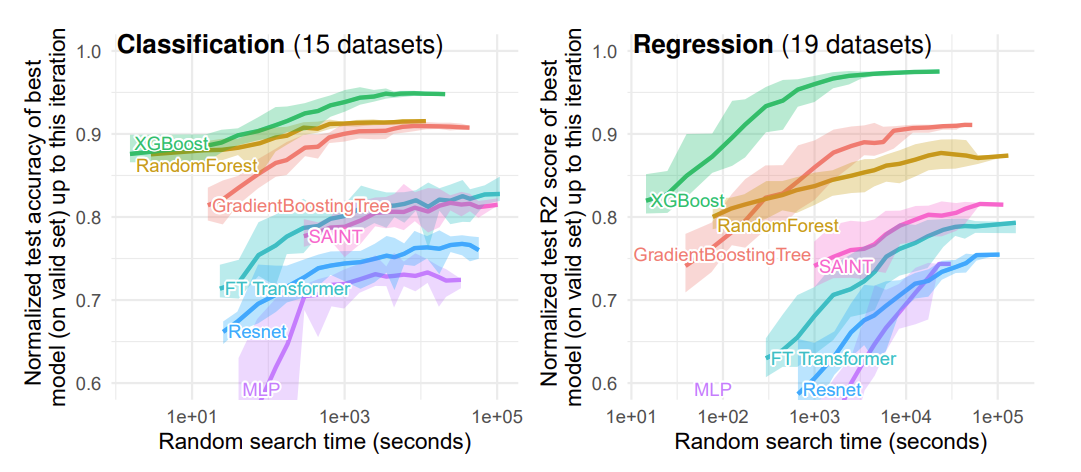 Normalized test accuracy of best
model (on valid set) up to this iteration
Classification (15 datasets)
1.0
0.9
0.8
0.7
0.6
XGBoost
RandomForest
GradientBoostingTree
SAINT
FT Transformer
Resnet
MLP
1e+01
1e+03
1e+05
Random search time (seconds)
Normalized test R2 score of best
model (on valid set) up to this iteration
Regression (19 datasets)
1.0
0.9
0.8
0.7
0.6
XGBoost
RandomForest
GradientBoostingTree
SAINT
FT Transformer
MLP
Resnet
1e+01
1e+02
1e+03
1e+04
1e+05
Random search time (seconds)